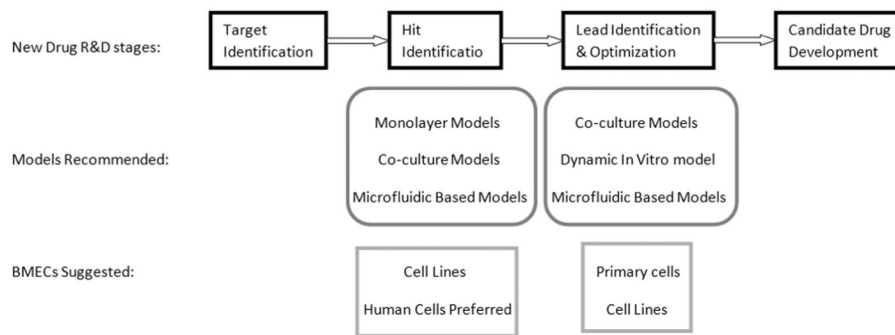 New Drug R&D stages:
Target
Identification
Hit
Identificatio
Lead Identification
& Optimization
Candidate Drug
Development
Models Recommended:
Monolayer Models
Co-culture Models
Microfluidic Based Models
Co-culture Models
Dynamic In Vitro model
Microfluidic Based Models
BMECs Suggested:
Cell Lines
Human Cells Preferred
Primary cells
Cell Lines